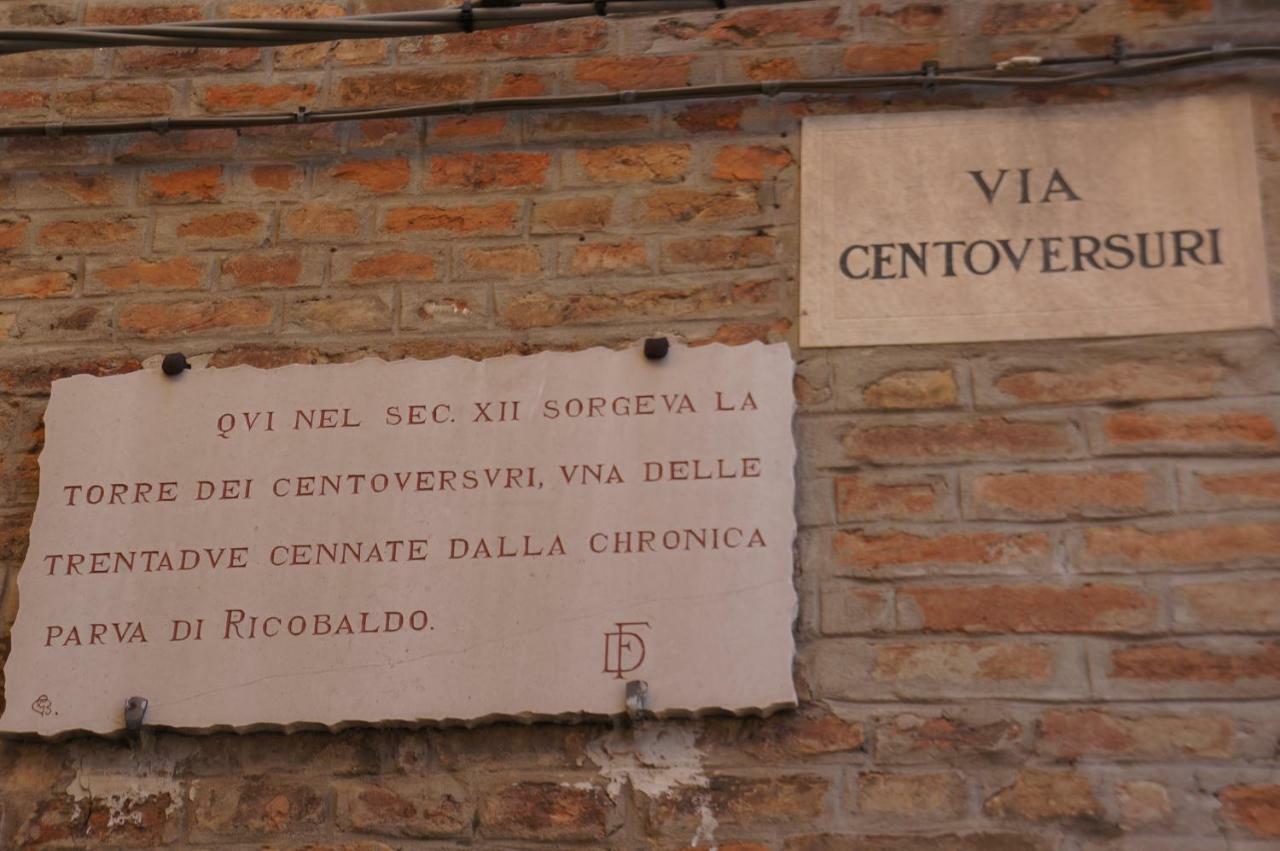 VIA
CENTOVERSURI
QVI NEL SEC. XII SORGEVA LA
TORRE DEI CENTOVERSVRI, VNA DELLE
TRENTADVE CENNATE DALLA CHRONICA
PARVA DI RICOBALDO.